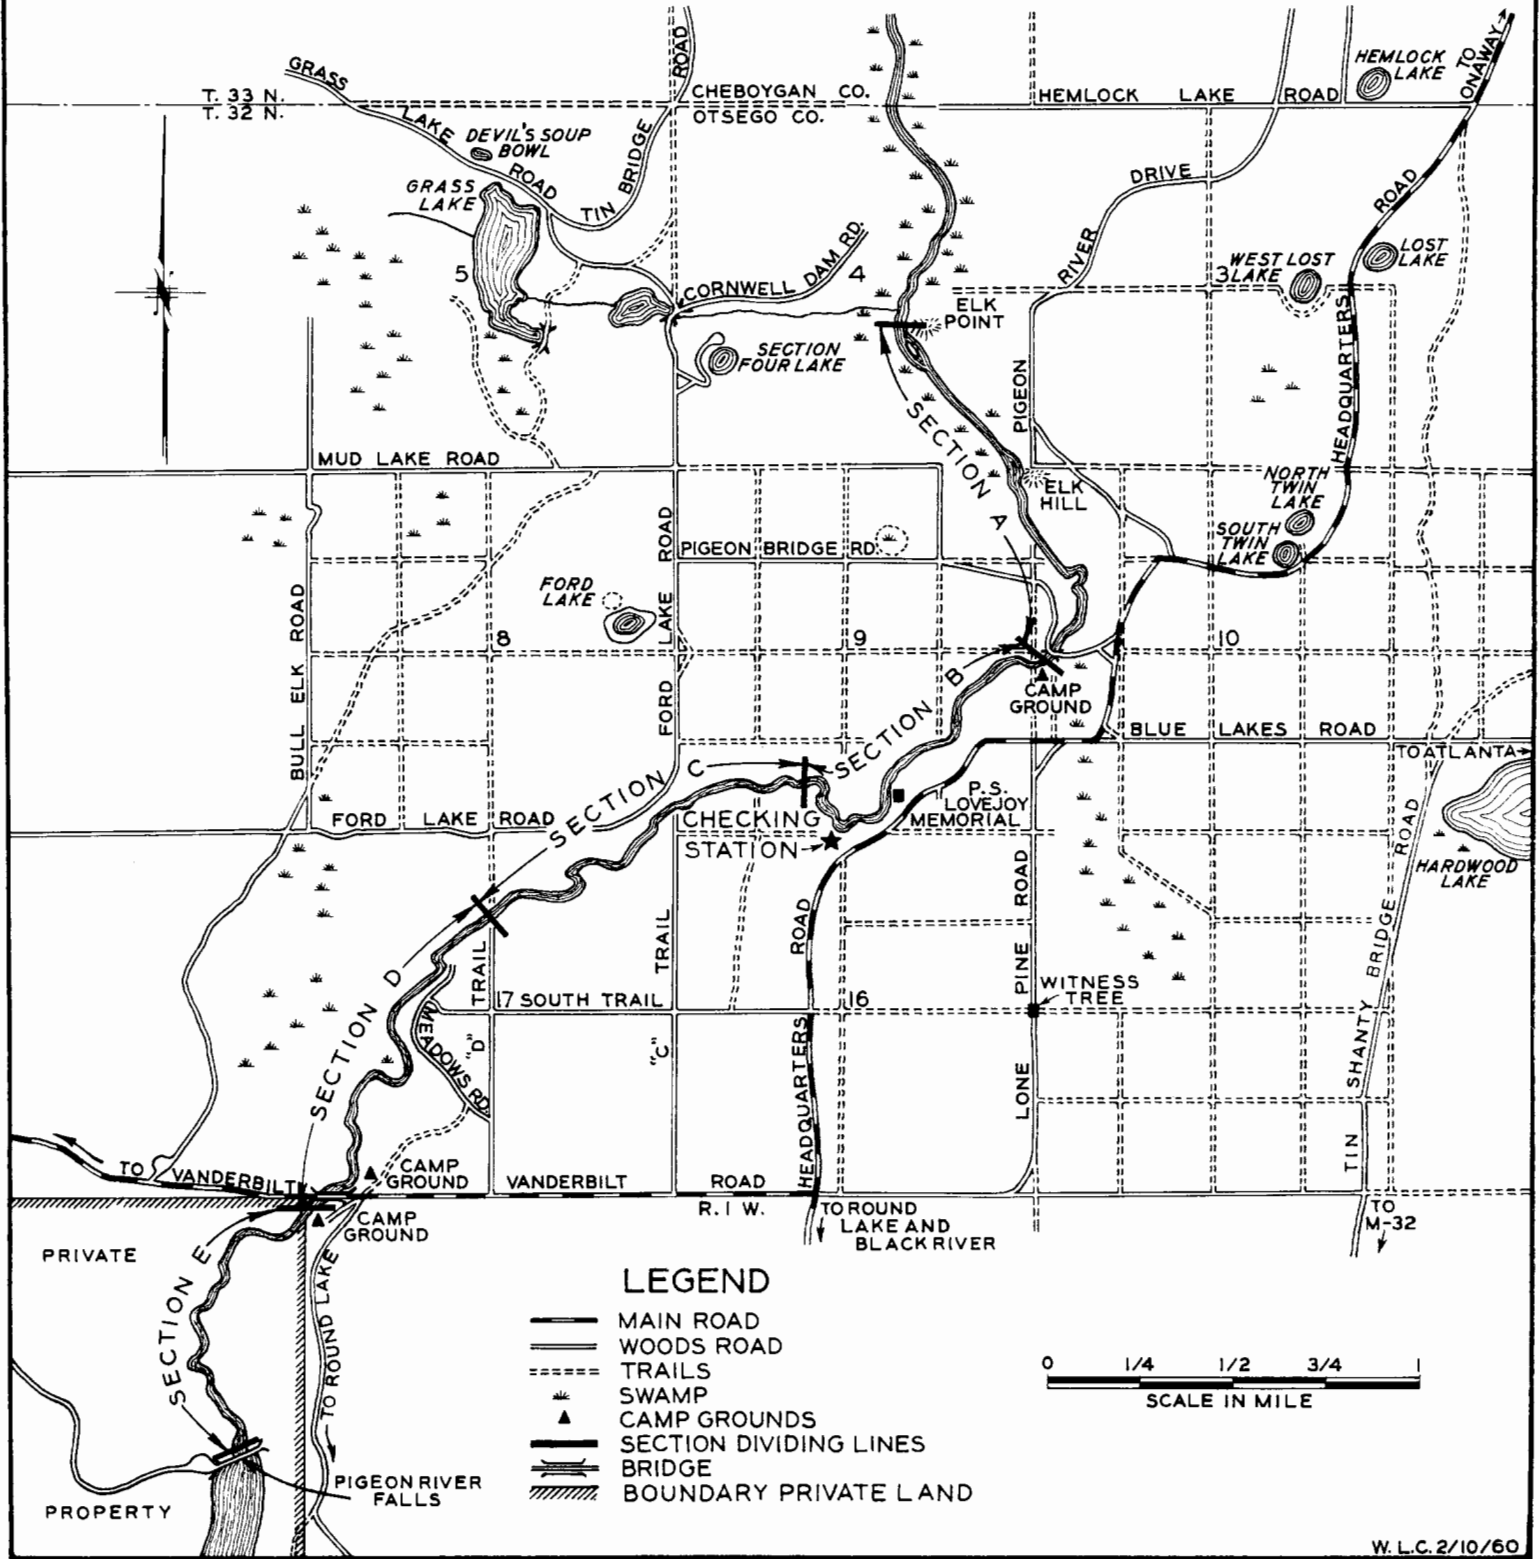 GRASS LAKE ROAD
T. 33 N.
T. 32 N.
DEVIL'S SOUP
BOWL
GRASS
LAKE
TIN BRIDGE ROAD
CHEBOYGAN CO.
OTSEGO CO.
HEMLOCK LAKE ROAD
HEMLOCK
LAKE
TO
ONAWAY
RIVER DRIVE
PIGEON
HEADQUARTERS ROAD
WEST LOST
LAKE
3
LOST
LAKE
5
4
CORNWELL DAM RD.
ELK
POINT
SECTION
FOUR LAKE
SECTION A
MUD LAKE ROAD
ELK
HILL
NORTH
TWIN
LAKE
SOUTH
TWIN
LAKE
PIGEON BRIDGE RD.
FORD
LAKE
BULL ELK ROAD
FORD LAKE ROAD
8
9
10
SECTION B
CAMP
GROUND
BLUE LAKES ROAD
TO ATLANTA
SECTION C
FORD LAKE ROAD
CHECKING
STATION
P. S.
LOVEJOY
MEMORIAL
HARDWOOD
LAKE
SECTION D
TRAIL "D"
TRAIL "C"
17 SOUTH TRAIL
16
MEADOWS RD.
HEADQUARTERS ROAD
LONE PINE ROAD
WITNESS
TREE
TIN SHANTY BRIDGE ROAD
TO VANDERBILT
CAMP
GROUND
VANDERBILT ROAD
R. 1 W.
CAMP
GROUND
TO ROUND
LAKE AND
BLACK RIVER
TO
M-32
PRIVATE
PROPERTY
SECTION E
TO ROUND LAKE
PIGEON RIVER
FALLS
LEGEND
MAIN ROAD
WOODS ROAD
TRAILS
SWAMP
CAMP GROUNDS
SECTION DIVIDING LINES
BRIDGE
BOUNDARY PRIVATE LAND
0 1/4 1/2 3/4 1
SCALE IN MILE
W. L. C. 2/10/60